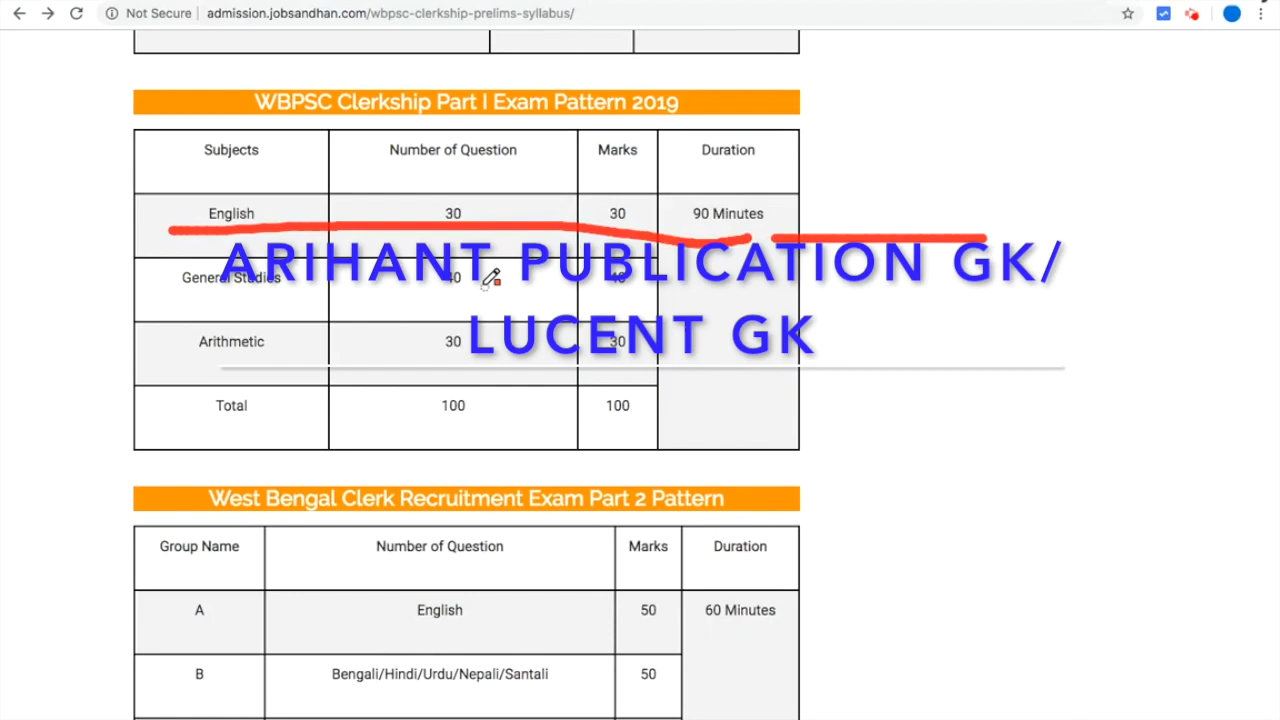 Not Secure admission.jobsandhan.com/wbpsc-clerkship-prelims-syllabus/
WBPSC Clerkship Part I Exam Pattern 2019
Subjects Number of Question Marks Duration
English 30 30 90 Minutes
ARIHANT PUBLICATION GK/
General Studies 40 40
LUCENT GK
Arithmetic 30 30
Total 100 100
West Bengal Clerk Recruitment Exam Part 2 Pattern
Group Name Number of Question Marks Duration
A English 50 60 Minutes
B Bengali/Hindi/Urdu/Nepali/Santali 50